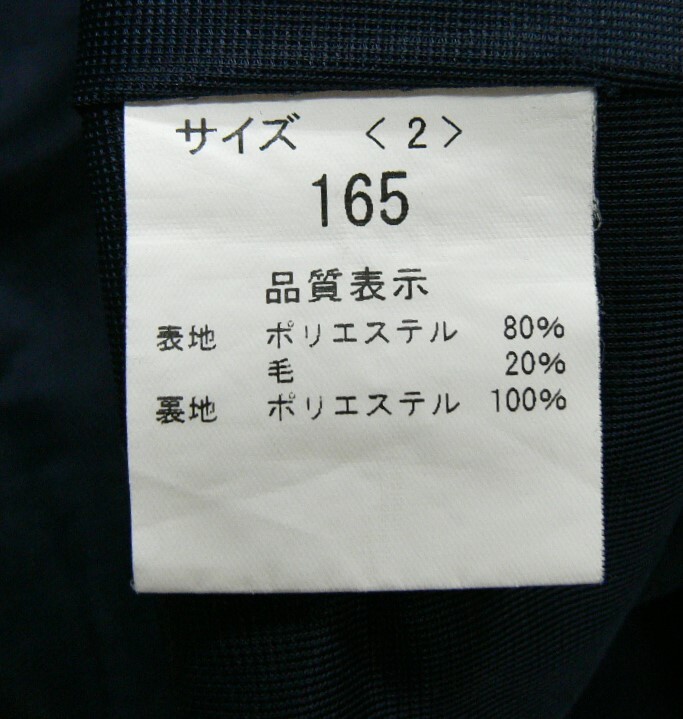 サイズ <2>
165
品質表示
表地 ポリエステル 80%
毛 20%
裏地 ポリエステル 100%